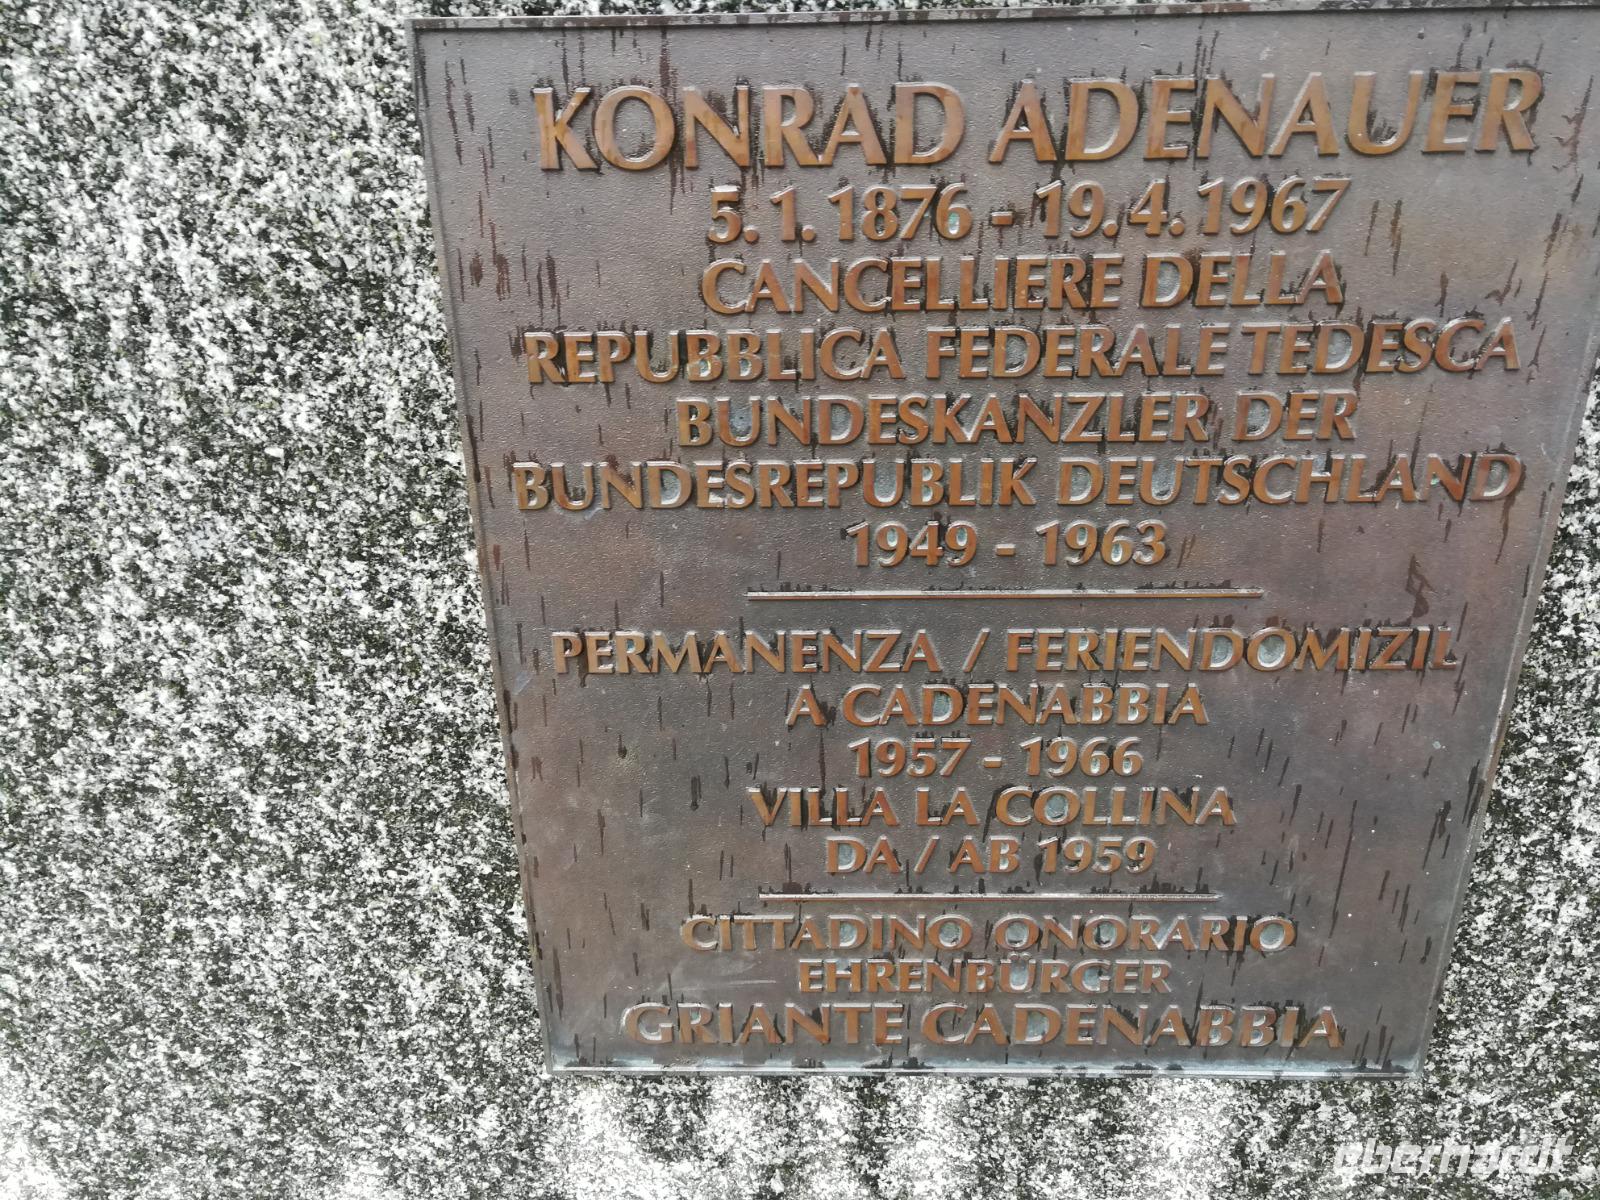 KONRAD ADENAUER
5.1.1876 - 19.4.1967
CANCELLIERE DELLA
REPUBBLICA FEDERALE TEDESCA
BUNDESKANZLER DER
BUNDESREPUBLIK DEUTSCHLAND
1949 - 1963
PERMANENZA / FERIENDOMIZIL
A CADENABBIA
1957 - 1966
VILLA LA COLLINA
DA / AB 1959
CITTADINO ONORARIO
EHRENBÜRGER
GRIANTE CADENABBIA
eberhardt